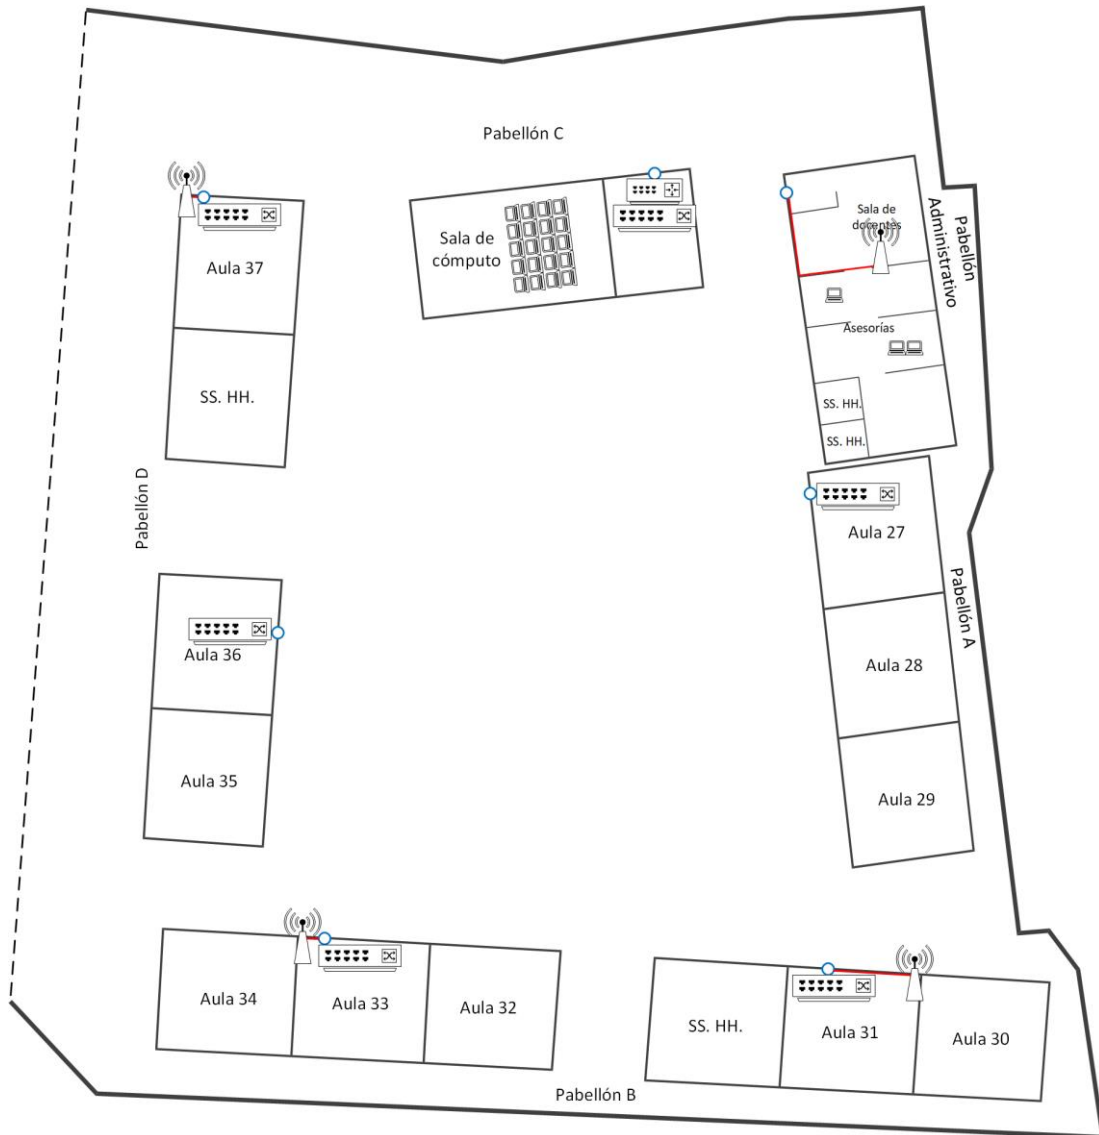 Pabellón C
Sala de
docentes
Pabellón
Administrativo
Sala de
cómputo
Aula 37
Asesorías
SS. HH.
SS. HH.
SS. HH.
Pabellón D
Aula 27
Pabellón A
Aula 36
Aula 28
Aula 35
Aula 29
Aula 34
Aula 33
Aula 32
SS. HH.
Aula 31
Aula 30
Pabellón B